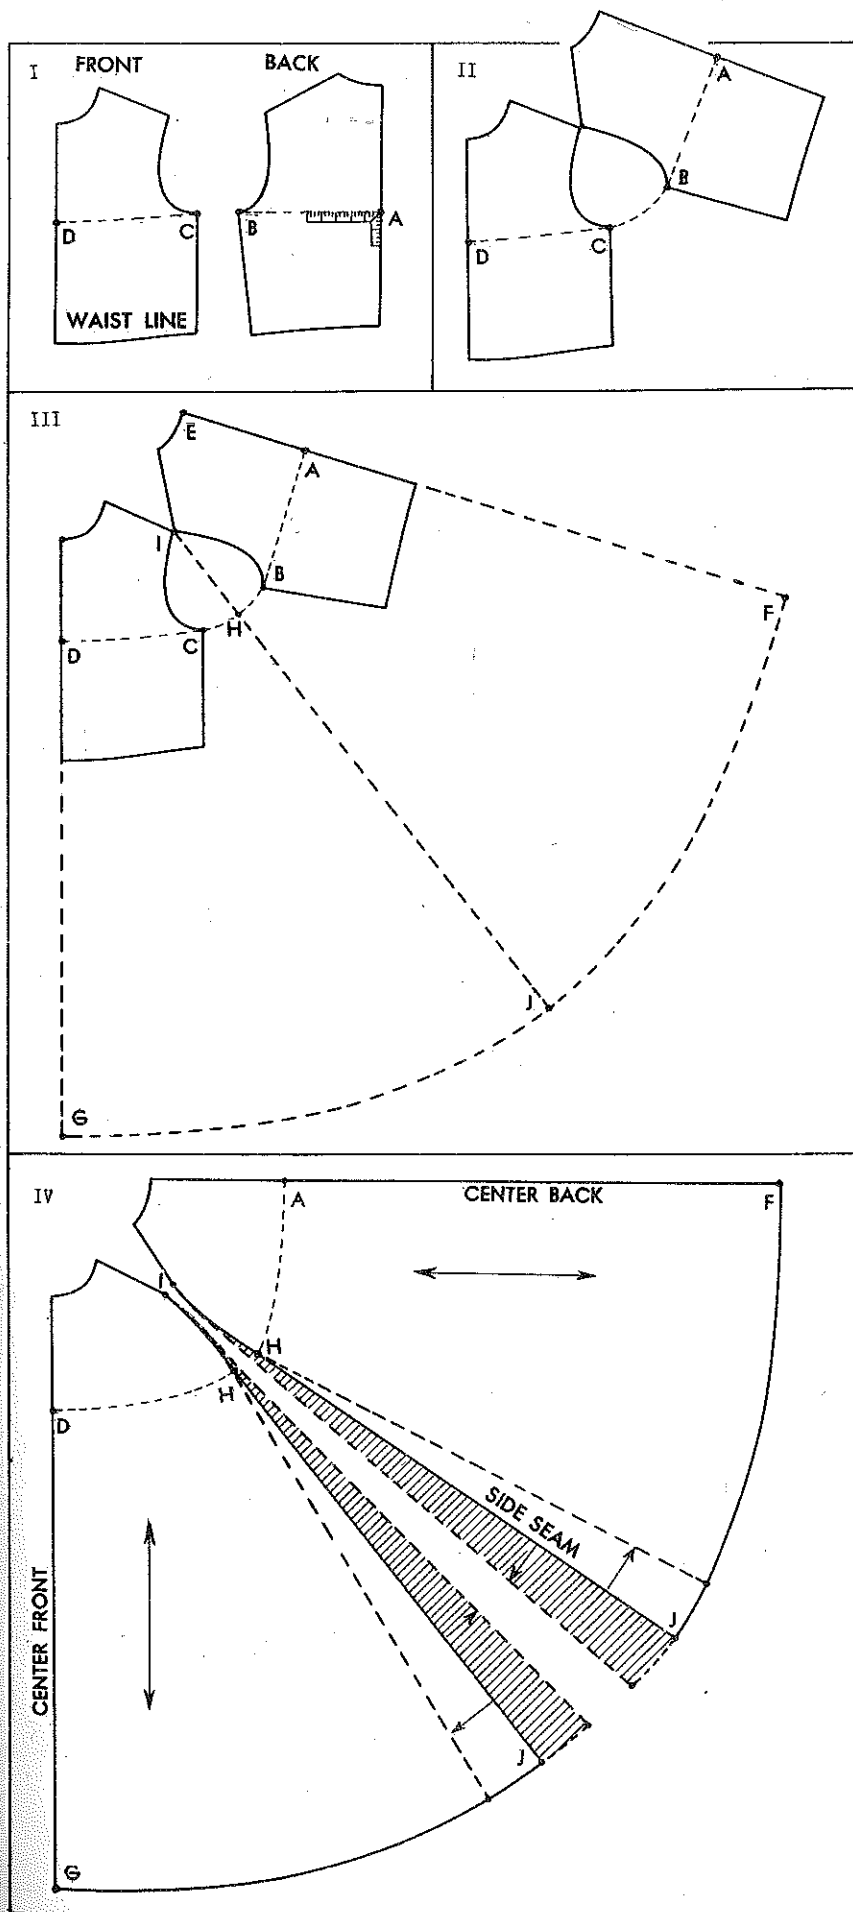 I
FRONT
BACK
D
C
B
A
WAIST LINE
II
A
B
D
C
III
E
A
I
B
H
C
D
F
J
G
IV
A
CENTER BACK
F
I
H
H
D
SIDE SEAM
CENTER FRONT
J
J
G